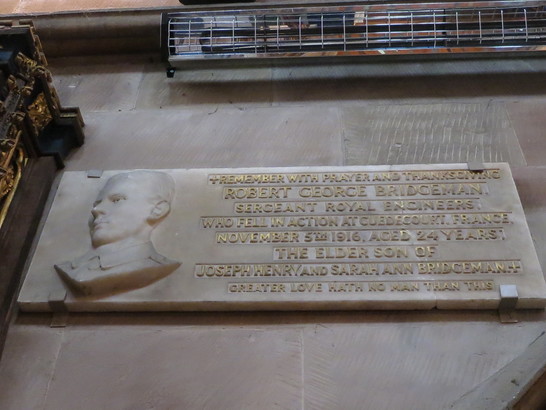 +REMEMBER WITH PRAYER AND THANKSGIVING
ROBERT GEORGE BRIDGEMAN
SERGEANT ROYAL ENGINEERS
WHO FELL IN ACTION AT GUEDECOURT, FRANCE
NOVEMBER 5TH 1916, AGED 24 YEARS
THE ELDER SON OF
JOSEPH HENRY AND SARAH ANN BRIDGEMAN+
GREATER LOVE HATH NO MAN THAN THIS